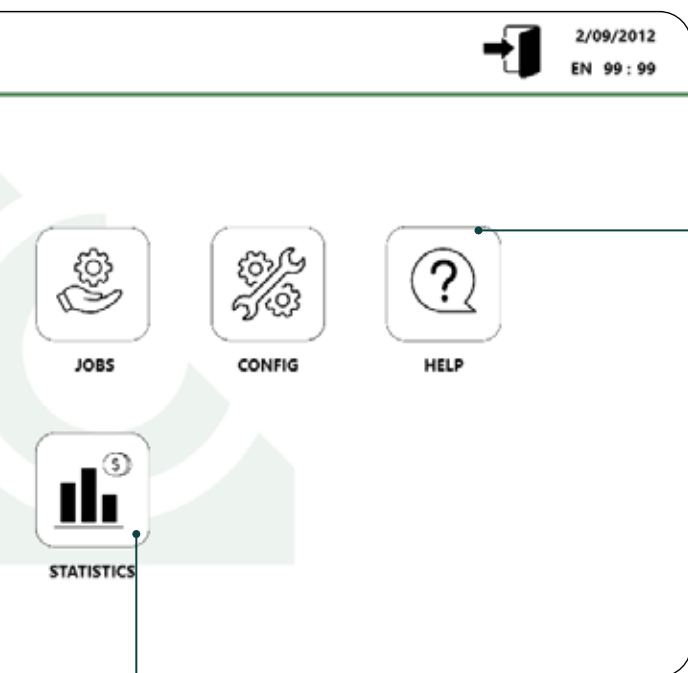 2/09/2012
EN 99 : 99
JOBS
CONFIG
HELP
$
STATISTICS